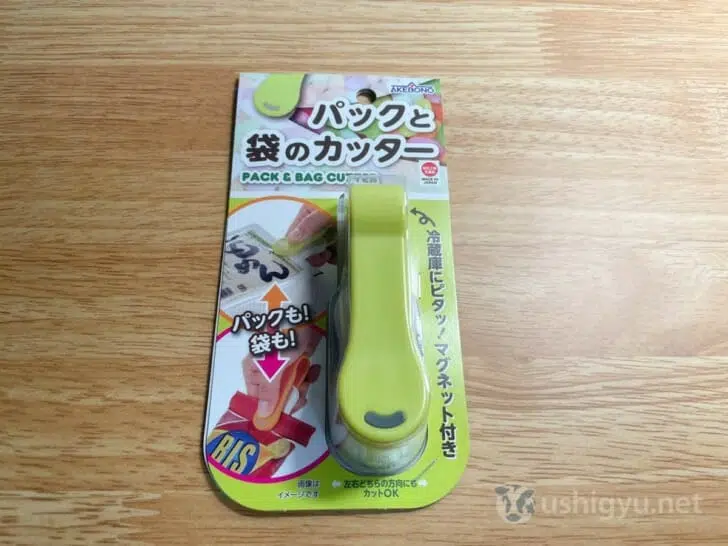 AKEBONO
パックと
袋のカッター
PACK & BAG CUTTER
MADE IN JAPAN
冷蔵庫にピタッ!マグネット付き
パックも!
袋も!
BIS
画像は
イメージです
左右どちらの方向にも
カットOK
ushigyu.net